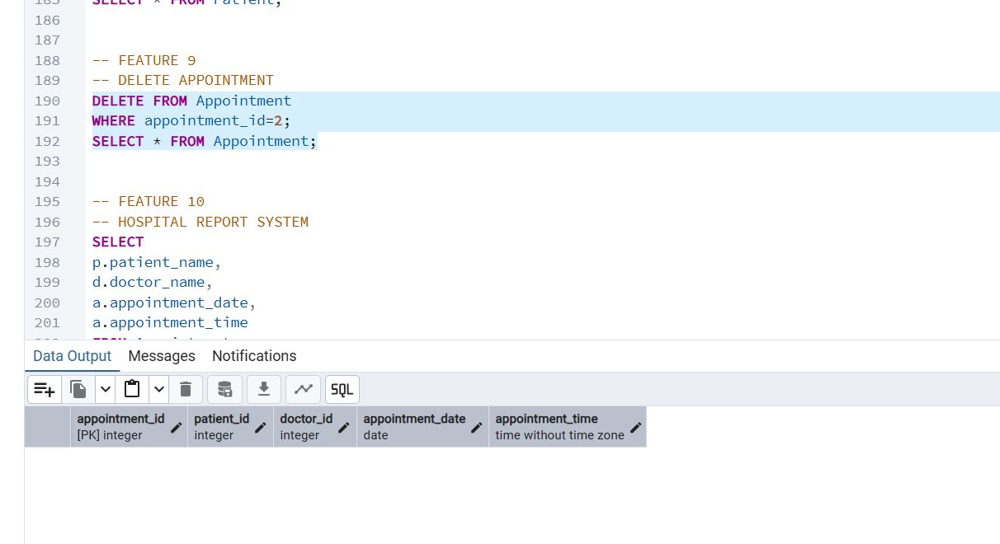 185 SELECT * FROM Patient;
186
187
188 -- FEATURE 9
189 -- DELETE APPOINTMENT
190 DELETE FROM Appointment
191 WHERE appointment_id=2;
192 SELECT * FROM Appointment;
193
194
195 -- FEATURE 10
196 -- HOSPITAL REPORT SYSTEM
197 SELECT
198 p.patient_name,
199 d.doctor_name,
200 a.appointment_date,
201 a.appointment_time
Data Output Messages Notifications
SQL
appointment_id patient_id doctor_id appointment_date appointment_time
[PK] integer integer integer date time without time zone